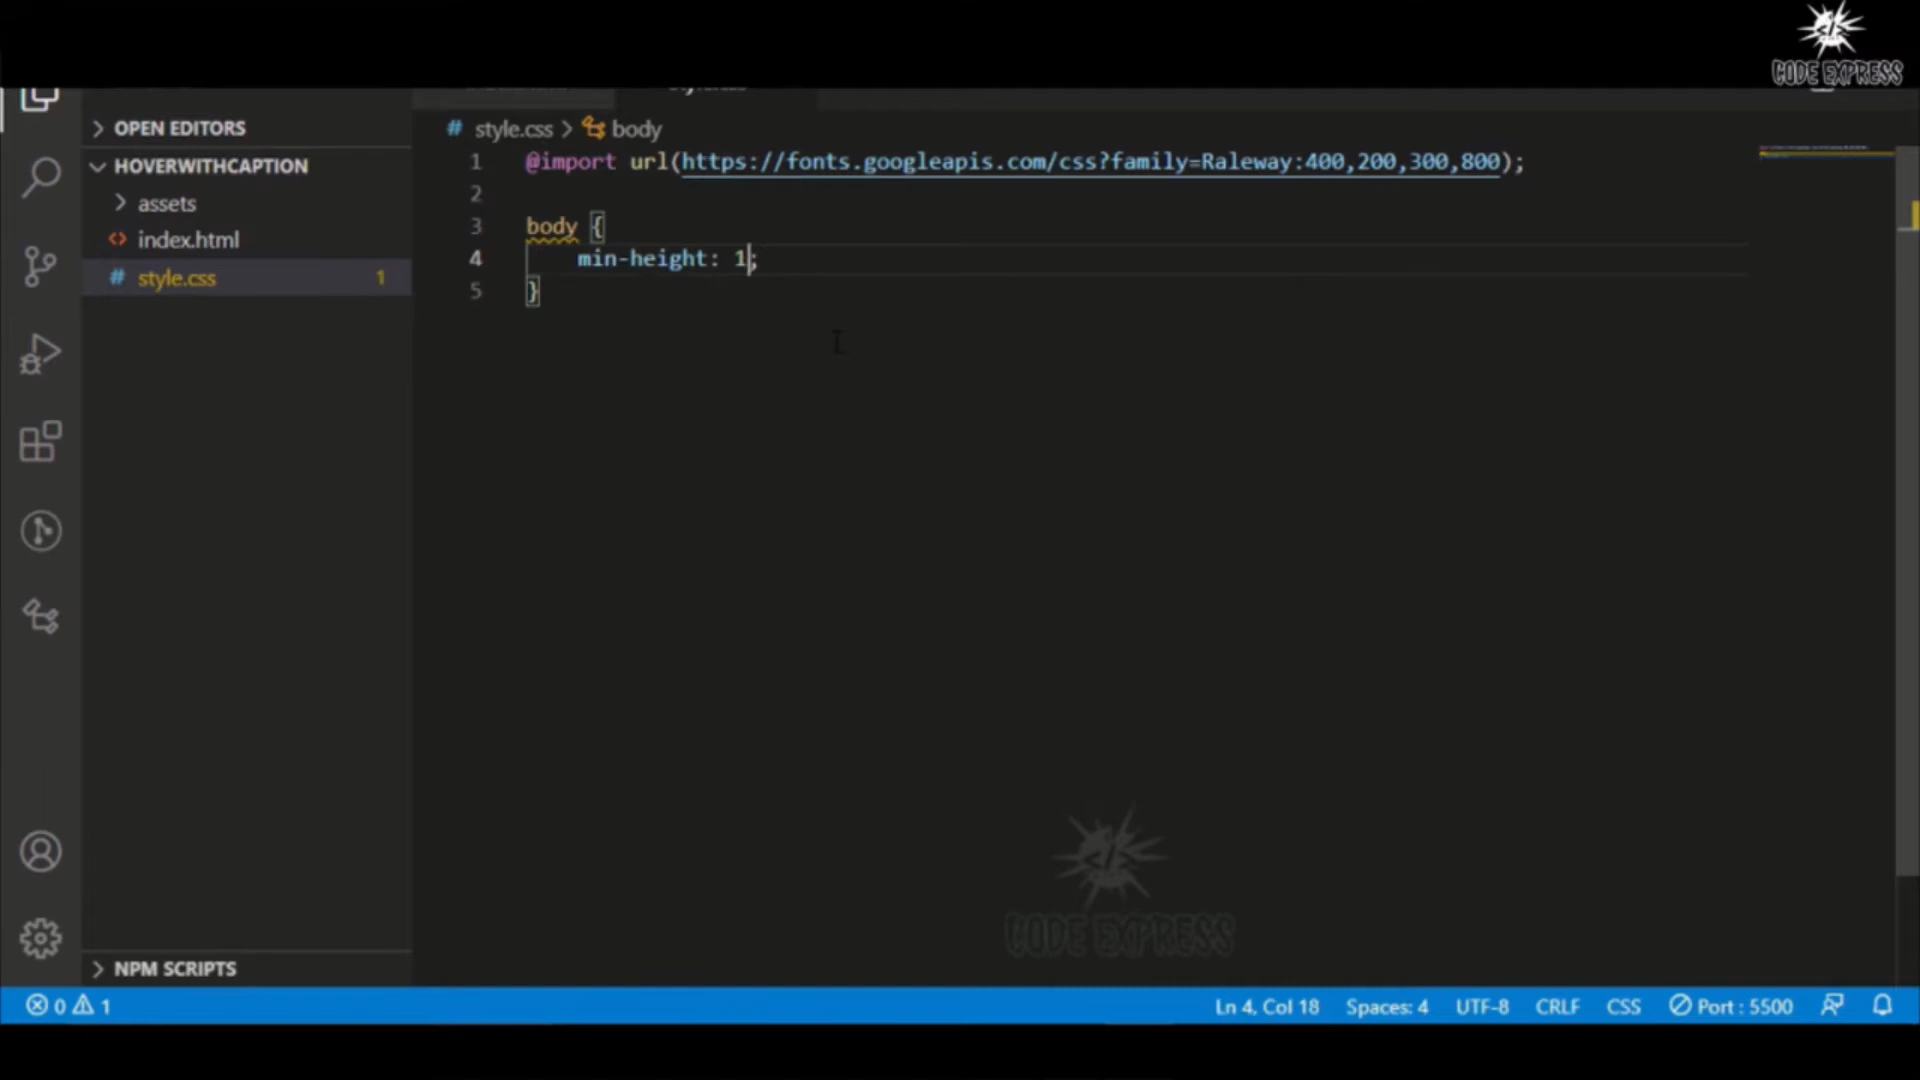 CODE EXPRESS
OPEN EDITORS
HOVERWITHCAPTION
assets
index.html
style.css 1
NPM SCRIPTS
style.css > body
1 @import url(https://fonts.googleapis.com/css?family=Raleway:400,200,300,800);
2
3 body {
4 min-height: 1;
5 }
CODE EXPRESS
0 1
Ln 4, Col 18 Spaces: 4 UTF-8 CRLF CSS Port : 5500